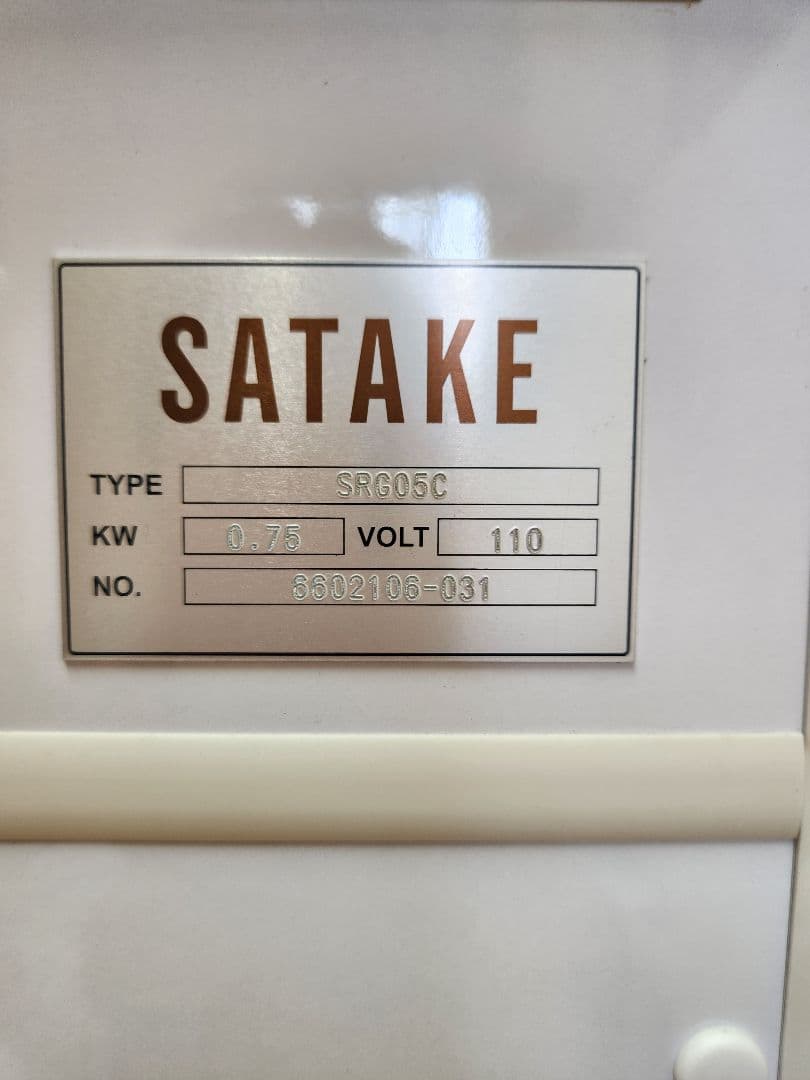 SATAKE
TYPE SRG05C
KW 0.75 VOLT 110
NO. 6602106-031